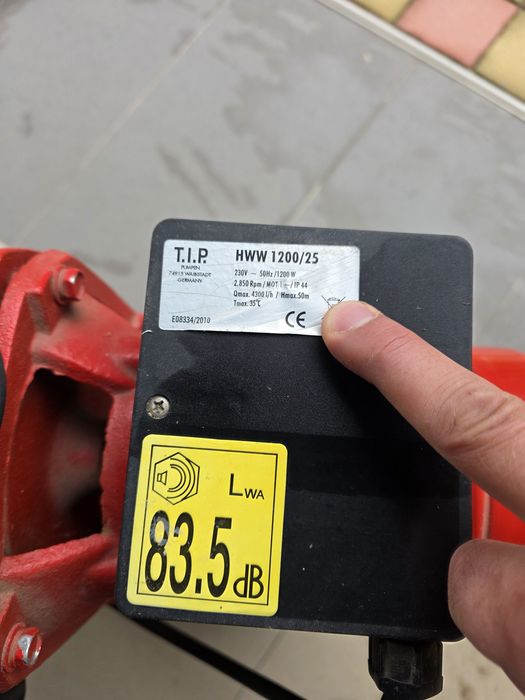 T.I.P.
PUMPEN
74915 WAIBSTADT
GERMANY
HWW 1200/25
230V ~ 50Hz/1200 W
2.850 Rpm/MOT 1~/IP 44
Qmax. 4300 l/h / Hmax.50m
Tmax.35°C
E08334/2010
CE
LWA
83.5 dB